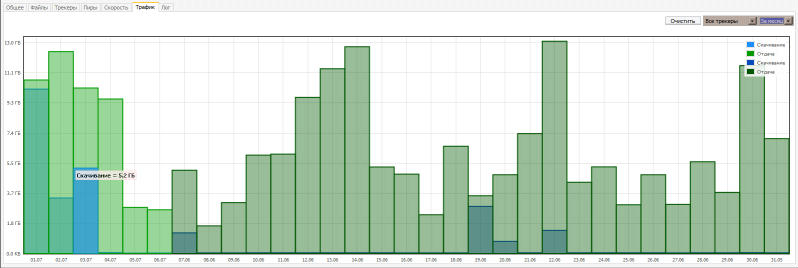 Общее Файлы Трекеры Пиры Скорость Трафик Лог
Очистить Все трекеры За месяц
13.0 ГБ
Скачивание
Отдача
Скачивание
Отдача
11.1 ГБ
9.3 ГБ
7.4 ГБ
5.5 ГБ
Скачивание = 5.2 ГБ
3.7 ГБ
1.8 ГБ
0.0 КБ
01.07 02.07 03.07 04.07 05.07 06.07 07.06 08.06 09.06 10.06 11.06 12.06 13.06 14.06 15.06 16.06 17.06 18.06 19.06 20.06 21.06 22.06 23.06 24.06 25.06 26.06 27.06 28.06 29.06 30.06 31.05